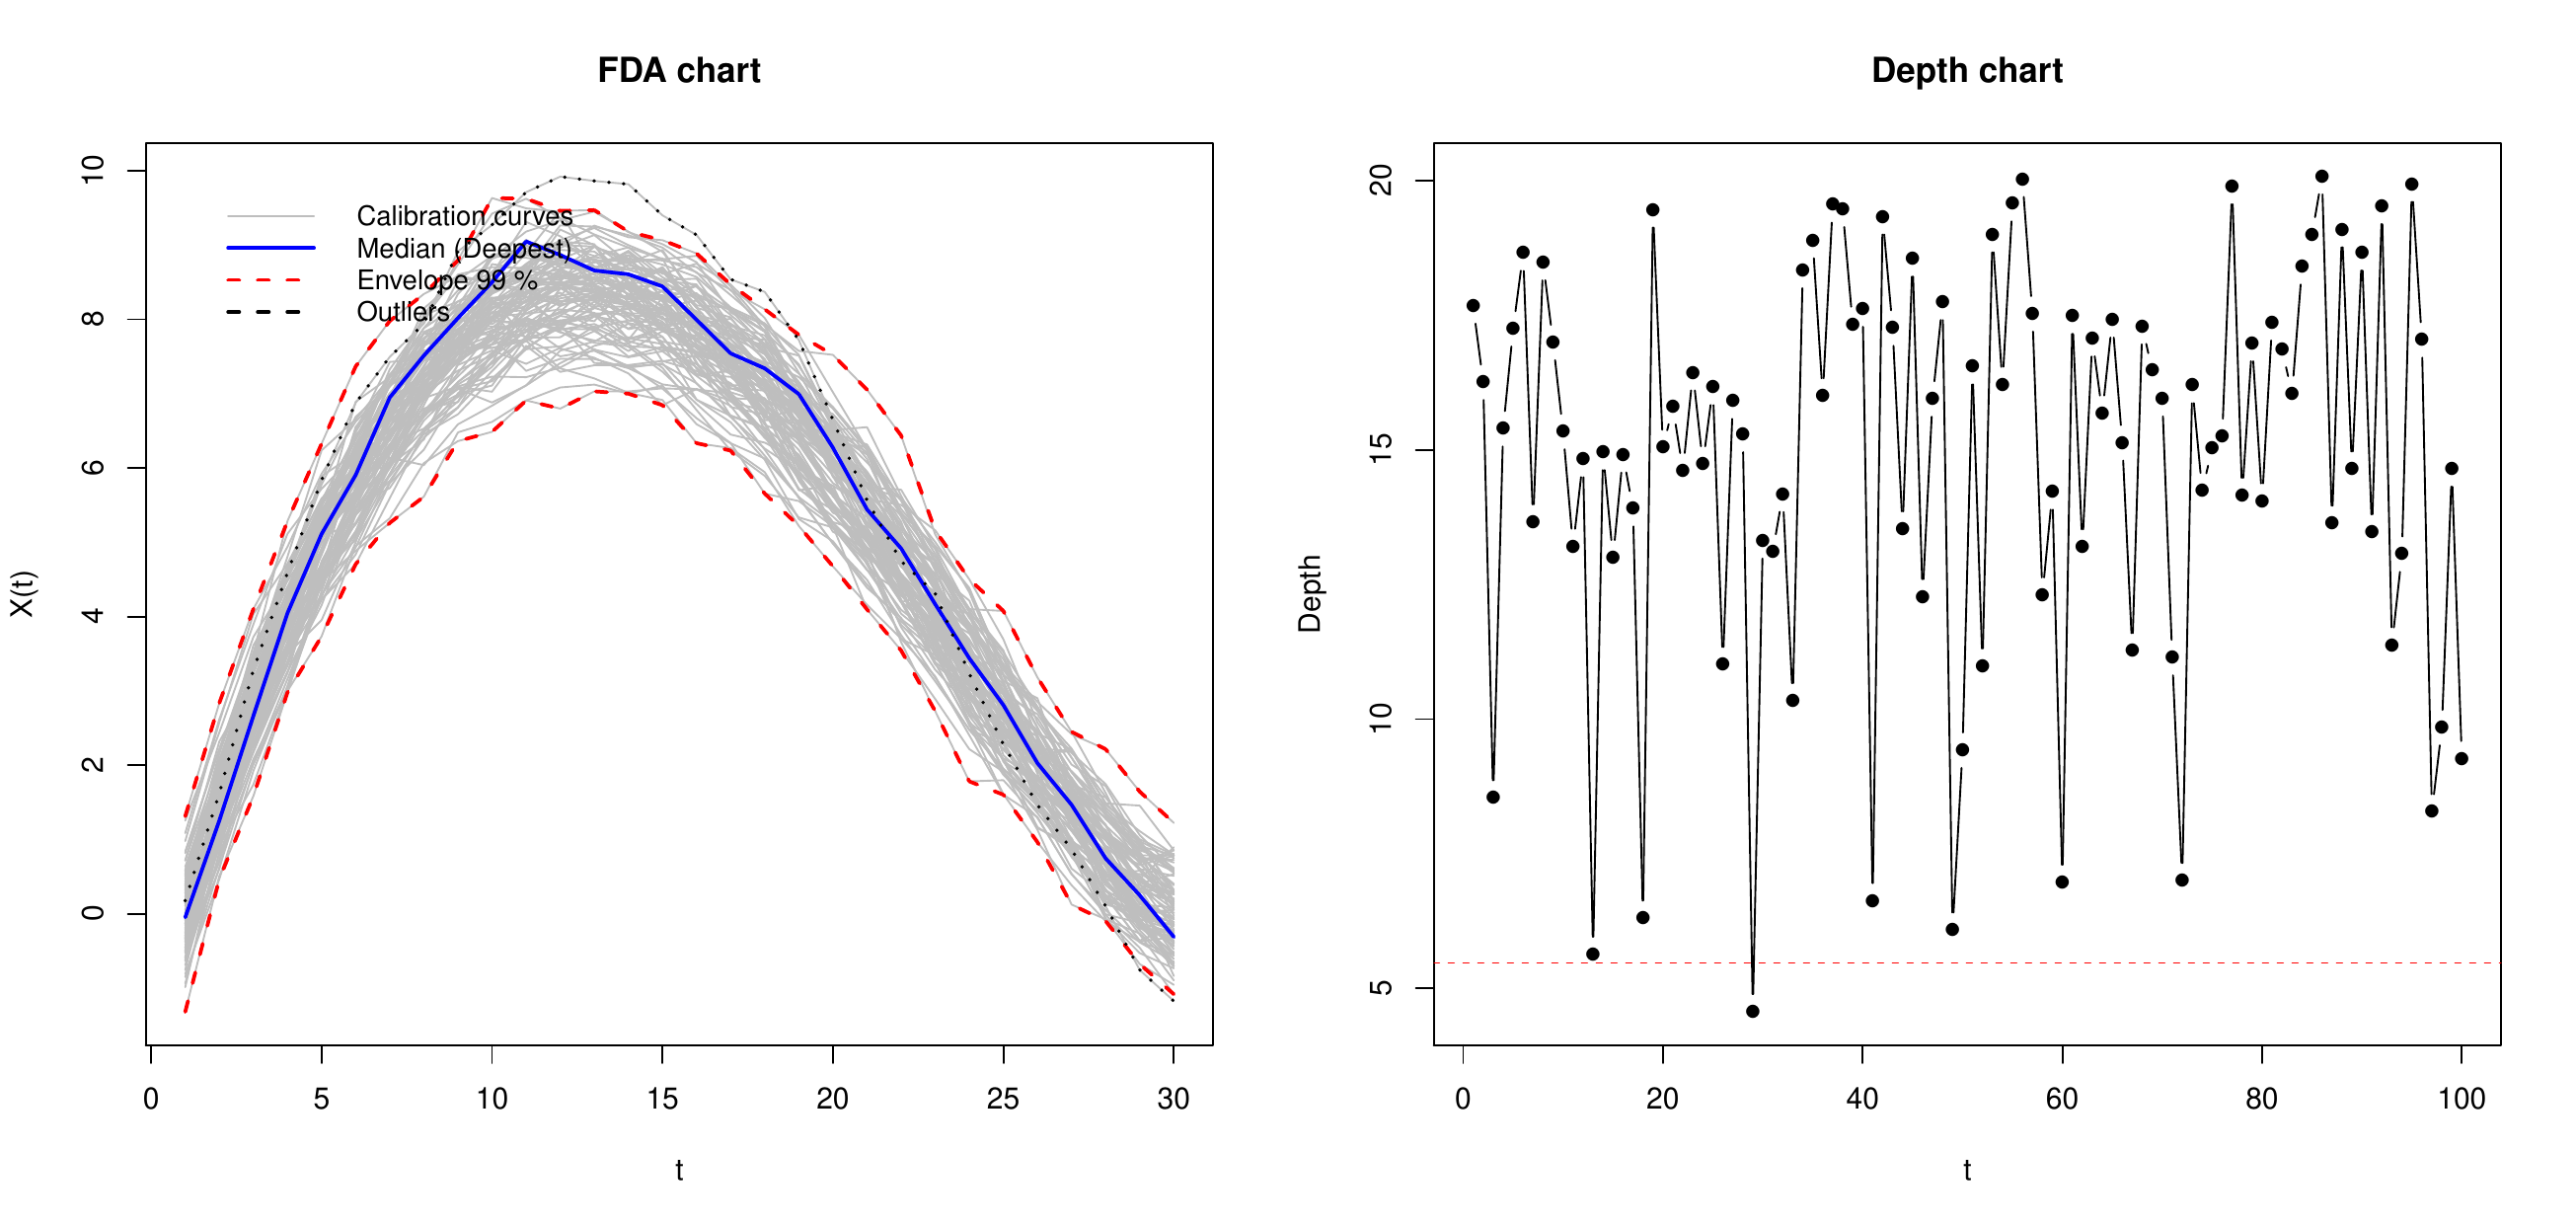 FDA chart
X(t)
10
8
6
4
2
0
Calibration curves
Median (Deepest)
Envelope 99 %
Outliers
0 5 10 15 20 25 30
t
Depth chart
Depth
20
15
10
5
0 20 40 60 80 100
t